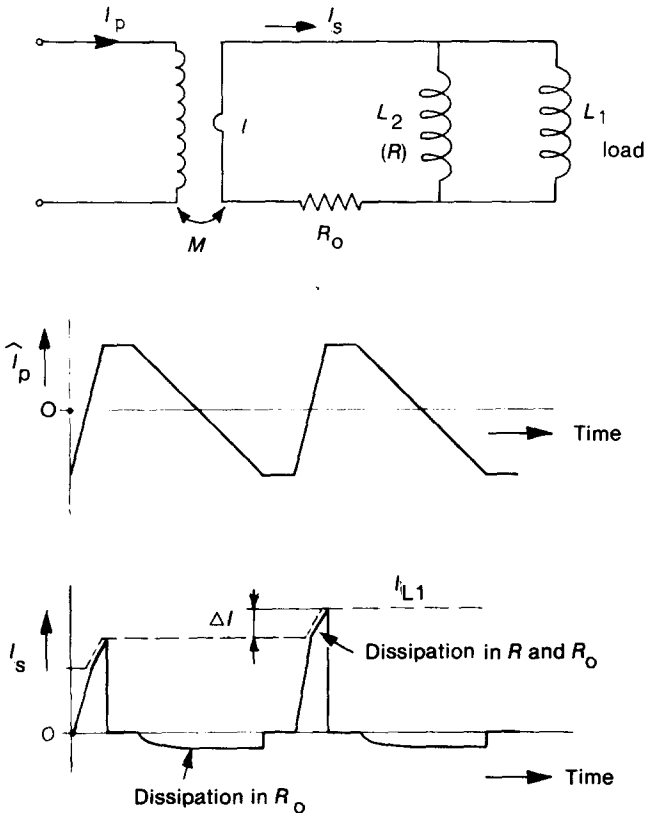 I_p
I_s
I
L_2
(R)
L_1
load
M
R_o
Î_p
O
Time
I_L1
ΔI
I_s
Dissipation in R and R_o
O
Time
Dissipation in R_o